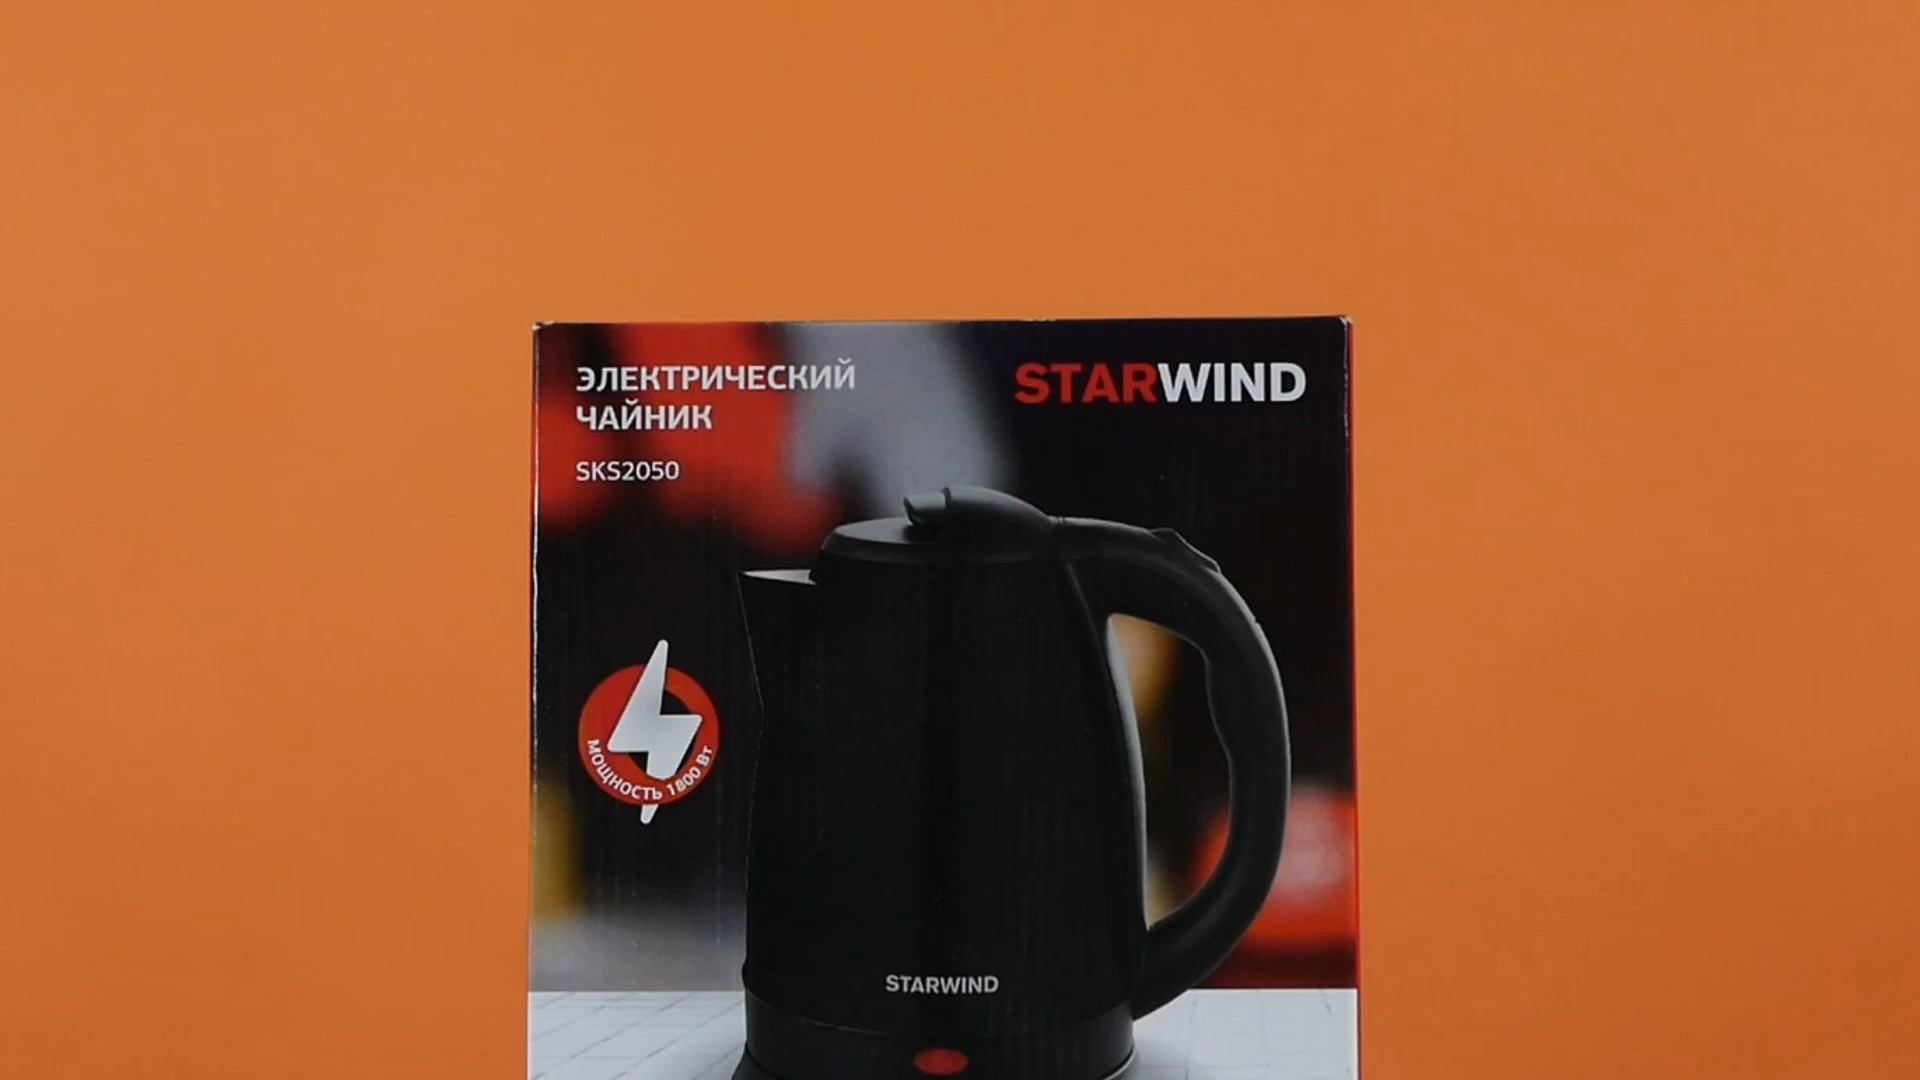 ЭЛЕКТРИЧЕСКИЙ
ЧАЙНИК
STARWIND
SKS2050
МОЩНОСТЬ 1800 ВТ
STARWIND